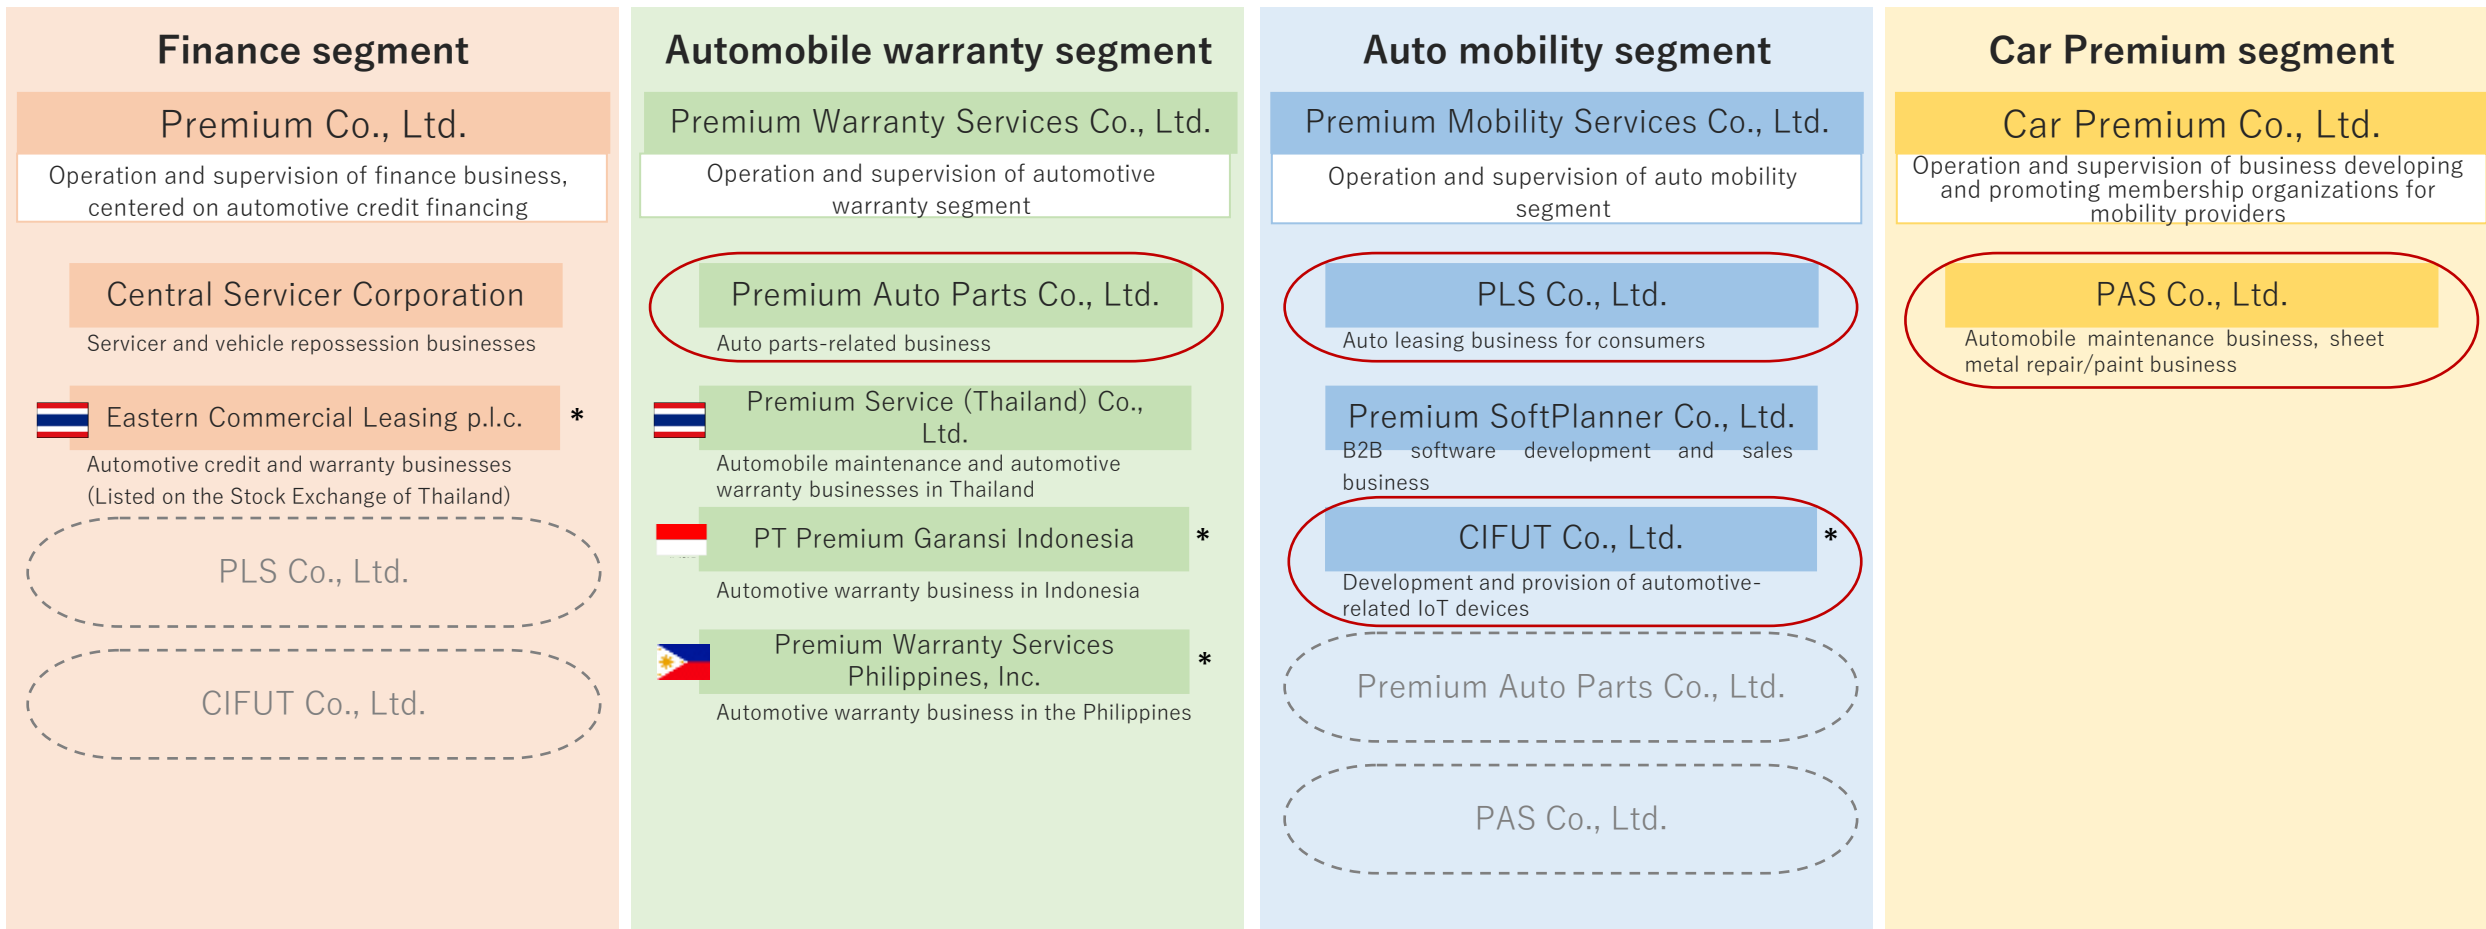 Finance segment
Premium Co., Ltd.
Operation and supervision of finance business,
centered on automotive credit financing
Central Servicer Corporation
Servicer and vehicle repossession businesses
Eastern Commercial Leasing p.l.c. *
Automotive credit and warranty businesses
(Listed on the Stock Exchange of Thailand)
PLS Co., Ltd.
CIFUT Co., Ltd.
Automobile warranty segment
Premium Warranty Services Co., Ltd.
Operation and supervision of automotive
warranty segment
Premium Auto Parts Co., Ltd.
Auto parts-related business
Premium Service (Thailand) Co.,
Ltd.
Automobile maintenance and automotive
warranty businesses in Thailand
PT Premium Garansi Indonesia *
Automotive warranty business in Indonesia
Premium Warranty Services
Philippines, Inc. *
Automotive warranty business in the Philippines
Auto mobility segment
Premium Mobility Services Co., Ltd.
Operation and supervision of auto mobility
segment
PLS Co., Ltd.
Auto leasing business for consumers
Premium SoftPlanner Co., Ltd.
B2B software development and sales
business
CIFUT Co., Ltd. *
Development and provision of automotive-
related IoT devices
Premium Auto Parts Co., Ltd.
PAS Co., Ltd.
Car Premium segment
Car Premium Co., Ltd.
Operation and supervision of business developing
and promoting membership organizations for
mobility providers
PAS Co., Ltd.
Automobile maintenance business, sheet
metal repair/paint business